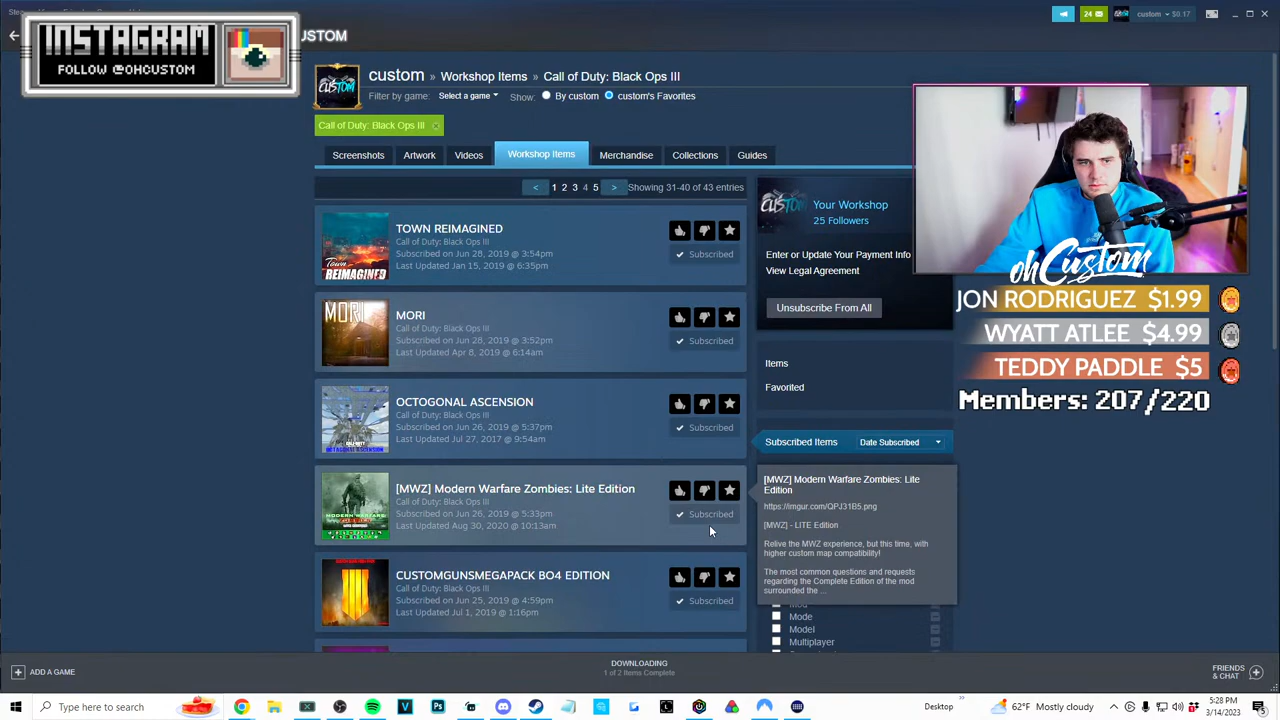 INSTAGRAM
FOLLOW @OHCUSTOM
USTOM
24
custom
$0.17
custom » Workshop Items » Call of Duty: Black Ops III
Filter by game: Select a game Show: By custom custom's Favorites
Call of Duty: Black Ops III
Screenshots Artwork Videos Workshop Items Merchandise Collections Guides
< 1 2 3 4 5 > Showing 31-40 of 43 entries
TOWN REIMAGINED
Call of Duty: Black Ops III
Subscribed on Jun 28, 2019 @ 3:54pm
Last Updated Jan 15, 2019 @ 6:35pm
Subscribed
Town REIMAGINED
MORI
Call of Duty: Black Ops III
Subscribed on Jun 28, 2019 @ 3:52pm
Last Updated Apr 8, 2019 @ 6:14am
Subscribed
MORI
OCTOGONAL ASCENSION
Call of Duty: Black Ops III
Subscribed on Jun 26, 2019 @ 5:37pm
Last Updated Jul 27, 2017 @ 9:54am
Subscribed
[MWZ] Modern Warfare Zombies: Lite Edition
Call of Duty: Black Ops III
Subscribed on Jun 26, 2019 @ 5:33pm
Last Updated Aug 30, 2020 @ 10:13am
Subscribed
CUSTOMGUNSMEGAPACK BO4 EDITION
Call of Duty: Black Ops III
Subscribed on Jun 25, 2019 @ 4:59pm
Last Updated Jul 1, 2019 @ 1:16pm
Subscribed
CUSTOM
Your Workshop
25 Followers
Enter or Update Your Payment Info
View Legal Agreement
Unsubscribe From All
Items
Favorited
Subscribed Items Date Subscribed
[MWZ] Modern Warfare Zombies: Lite
Edition
https://imgur.com/QPJ31B5.png
[MWZ] - LITE Edition
Relive the MWZ experience, but this time, with
higher custom map compatibility!
The most common questions and requests
regarding the Complete Edition of the mod
surrounded the ...
Mod
Mode
Model
Multiplayer
ohCustom
JON RODRIGUEZ $1.99
WYATT ATLEE $4.99
TEDDY PADDLE $5
Members: 207/220
ADD A GAME
DOWNLOADING
1 of 2 Items Complete
FRIENDS
& CHAT
Type here to search
Desktop
62°F Mostly cloudy
5:28 PM
3/14/2023
5